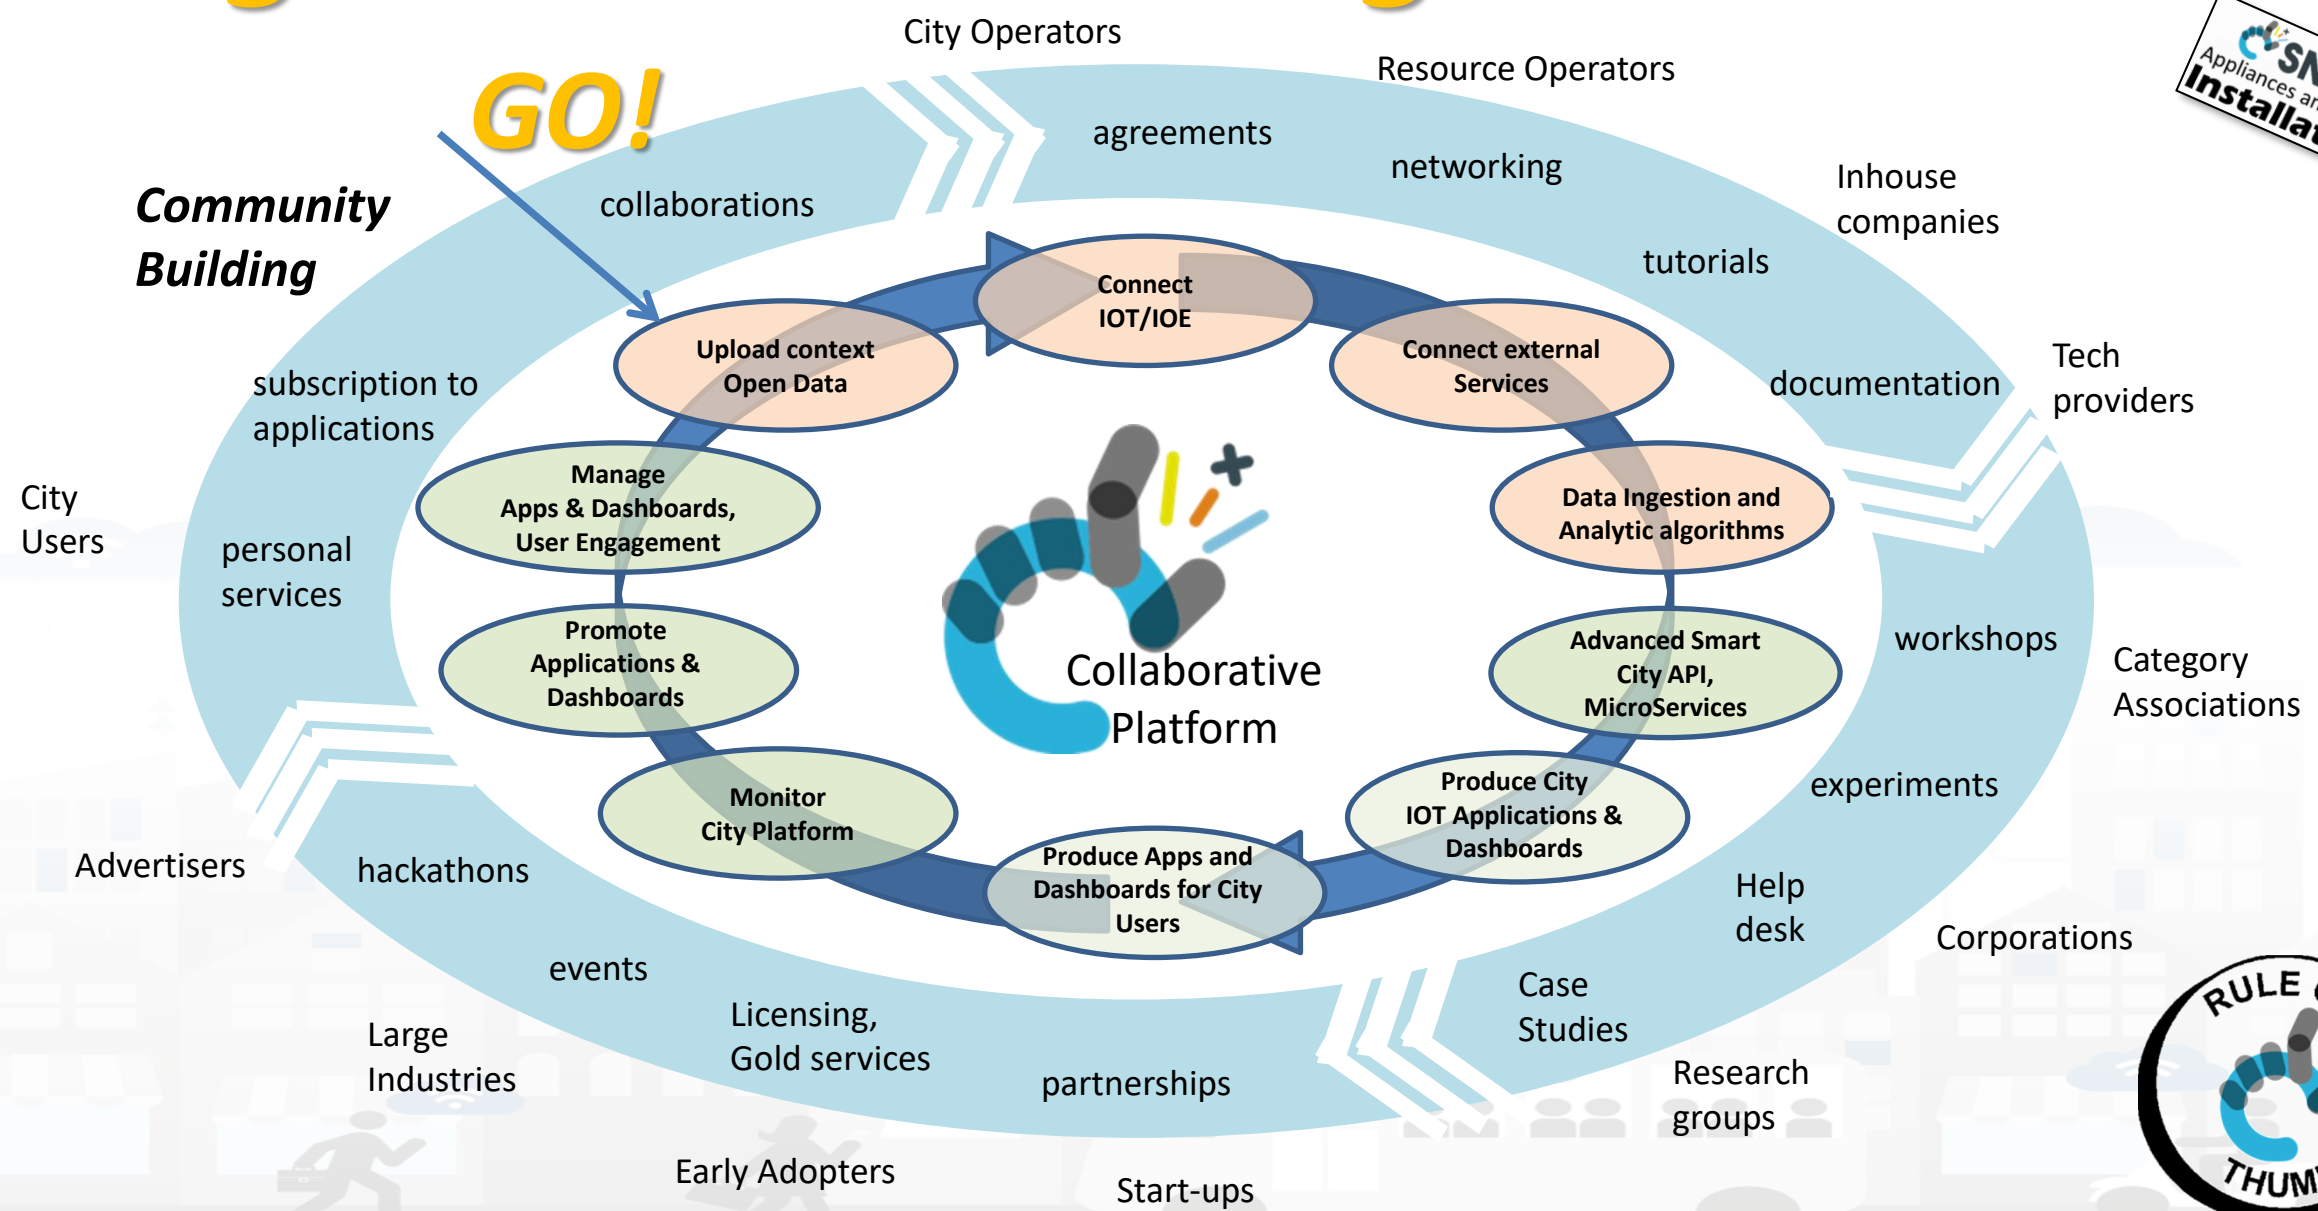 City Operators
Resource Operators
GO!
Appliances
agreements
networking
Inhouse
companies
Community
Building
collaborations
tutorials
Connect
IOT/IOE
Upload context
Open Data
Connect external
Services
Tech
providers
documentation
subscription to
applications
Manage
Apps & Dashboards,
User Engagement
Data Ingestion and
Analytic algorithms
City
Users
personal
services
Promote
Applications &
Dashboards
Collaborative
Platform
Advanced Smart
City API,
MicroServices
workshops
Category
Associations
Monitor
City Platform
Produce City
IOT Applications &
Dashboards
experiments
Advertisers
hackathons
Produce Apps and
Dashboards for City
Users
Help
desk
Corporations
events
Case
Studies
Licensing,
Gold services
Large
Industries
partnerships
Research
groups
RULE
Early Adopters
Start-ups